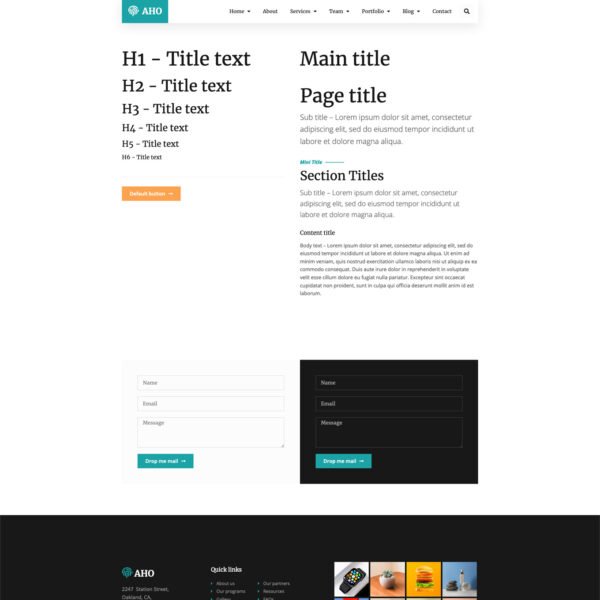 AHO
Home About Services Team Portfolio Blog Contact
H1 - Title text
H2 - Title text
H3 - Title text
H4 - Title text
H5 - Title text
H6 - Title text
Default button
Main title
Page title
Sub title – Lorem ipsum dolor sit amet, consectetur
adipiscing elit, sed do eiusmod tempor incididunt ut
labore et dolore magna aliqua.
Mini Title
Section Titles
Sub title – Lorem ipsum dolor sit amet, consectetur
adipiscing elit, sed do eiusmod tempor incididunt ut
labore et dolore magna aliqua.
Content title
Body text – Lorem ipsum dolor sit amet, consectetur adipiscing elit, sed do
eiusmod tempor incididunt ut labore et dolore magna aliqua. Ut enim ad
minim veniam, quis nostrud exercitation ullamco laboris nisi ut aliquip ex ea
commodo consequat. Duis aute irure dolor in reprehenderit in voluptate
velit esse cillum dolore eu fugiat nulla pariatur. Excepteur sint occaecat
cupidatat non proident, sunt in culpa qui officia deserunt mollit anim id est
laborum.
Name
Email
Message
Drop me mail
Name
Email
Message
Drop me mail
AHO
2247 Station Street,
Oakland, CA,
Quick links
About us
Our programs
Gallery
Our partners
Resources
FAQs